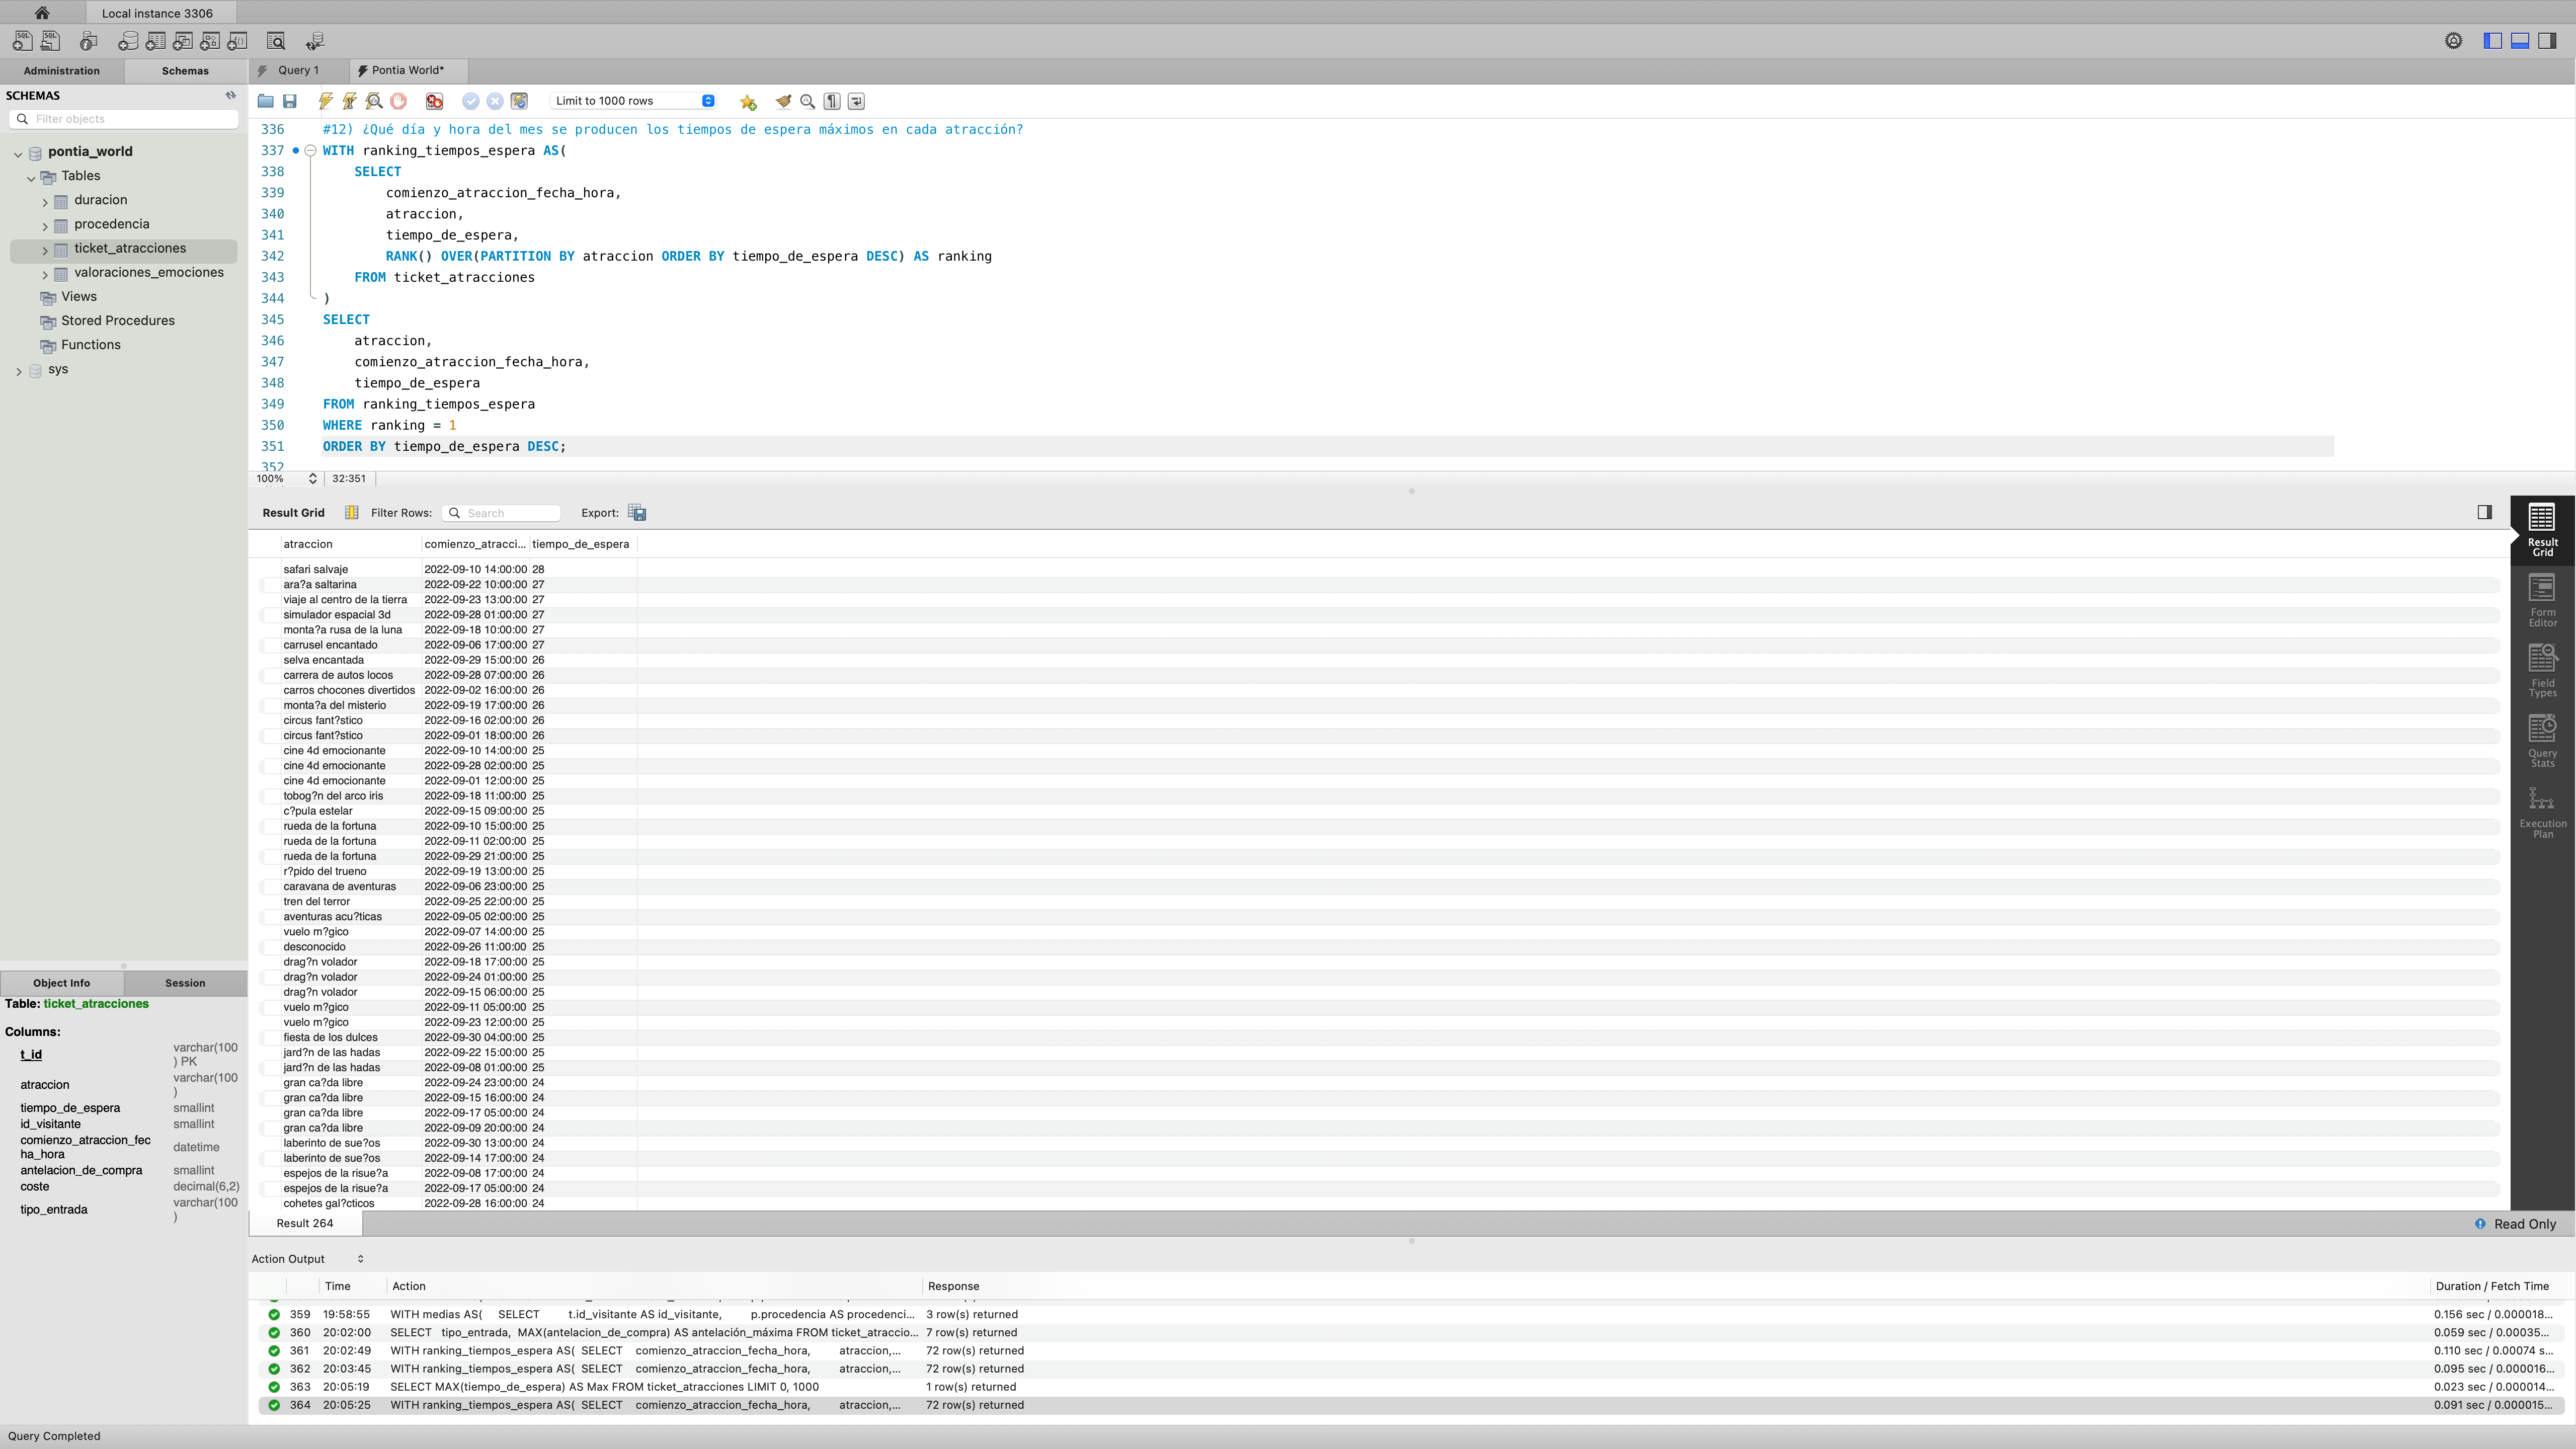 Local instance 3306
Administration Schemas Query 1 Pontia World*
SCHEMAS
Filter objects
Limit to 1000 rows
pontia_world
Tables
duracion
procedencia
ticket_atracciones
valoraciones_emociones
Views
Stored Procedures
Functions
sys
336 #12) ¿Qué día y hora del mes se producen los tiempos de espera máximos en cada atracción?
337 WITH ranking_tiempos_espera AS(
338 SELECT
339 comienzo_atraccion_fecha_hora,
340 atraccion,
341 tiempo_de_espera,
342 RANK() OVER(PARTITION BY atraccion ORDER BY tiempo_de_espera DESC) AS ranking
343 FROM ticket_atracciones
344 )
345 SELECT
346 atraccion,
347 comienzo_atraccion_fecha_hora,
348 tiempo_de_espera
349 FROM ranking_tiempos_espera
350 WHERE ranking = 1
351 ORDER BY tiempo_de_espera DESC;
352
100% 32:351
Result Grid Filter Rows: Search Export:
atraccion comienzo_atracci... tiempo_de_espera
safari salvaje 2022-09-10 14:00:00 28
ara?a saltarina 2022-09-22 10:00:00 27
viaje al centro de la tierra 2022-09-23 13:00:00 27
simulador espacial 3d 2022-09-28 01:00:00 27
monta?a rusa de la luna 2022-09-18 10:00:00 27
carrusel encantado 2022-09-06 17:00:00 27
selva encantada 2022-09-29 15:00:00 26
carrera de autos locos 2022-09-28 07:00:00 26
carros chocones divertidos 2022-09-02 16:00:00 26
monta?a del misterio 2022-09-19 17:00:00 26
circus fant?stico 2022-09-16 02:00:00 26
circus fant?stico 2022-09-01 18:00:00 26
cine 4d emocionante 2022-09-10 14:00:00 25
cine 4d emocionante 2022-09-28 02:00:00 25
cine 4d emocionante 2022-09-01 12:00:00 25
tobog?n del arco iris 2022-09-18 11:00:00 25
c?pula estelar 2022-09-15 09:00:00 25
rueda de la fortuna 2022-09-10 15:00:00 25
rueda de la fortuna 2022-09-11 02:00:00 25
rueda de la fortuna 2022-09-29 21:00:00 25
r?pido del trueno 2022-09-19 13:00:00 25
caravana de aventuras 2022-09-06 23:00:00 25
tren del terror 2022-09-25 22:00:00 25
aventuras acu?ticas 2022-09-05 02:00:00 25
vuelo m?gico 2022-09-07 14:00:00 25
desconocido 2022-09-26 11:00:00 25
drag?n volador 2022-09-18 17:00:00 25
drag?n volador 2022-09-24 01:00:00 25
drag?n volador 2022-09-15 06:00:00 25
vuelo m?gico 2022-09-11 05:00:00 25
vuelo m?gico 2022-09-23 12:00:00 25
fiesta de los dulces 2022-09-30 04:00:00 25
jard?n de las hadas 2022-09-22 15:00:00 25
jard?n de las hadas 2022-09-08 01:00:00 25
gran ca?da libre 2022-09-24 23:00:00 24
gran ca?da libre 2022-09-15 16:00:00 24
gran ca?da libre 2022-09-17 05:00:00 24
gran ca?da libre 2022-09-09 20:00:00 24
laberinto de sue?os 2022-09-30 13:00:00 24
laberinto de sue?os 2022-09-14 17:00:00 24
espejos de la risue?a 2022-09-08 17:00:00 24
espejos de la risue?a 2022-09-17 05:00:00 24
cohetes gal?cticos 2022-09-28 16:00:00 24
Result
Grid
Form
Editor
Field
Types
Query
Stats
Execution
Plan
Object Info Session
Table: ticket_atracciones
Columns:
t_id varchar(100
) PK
atraccion varchar(100
)
tiempo_de_espera smallint
id_visitante smallint
comienzo_atraccion_fec
ha_hora datetime
antelacion_de_compra smallint
coste decimal(6,2)
tipo_entrada varchar(100
)
Result 264 Read Only
Action Output
Time Action Response Duration / Fetch Time
359 19:58:55 WITH medias AS( SELECT t.id_visitante AS id_visitante, p.procedencia AS procedenci... 3 row(s) returned 0.156 sec / 0.000018...
360 20:02:00 SELECT tipo_entrada, MAX(antelacion_de_compra) AS antelación_máxima FROM ticket_atraccio... 7 row(s) returned 0.059 sec / 0.00035...
361 20:02:49 WITH ranking_tiempos_espera AS( SELECT comienzo_atraccion_fecha_hora, atraccion,... 72 row(s) returned 0.110 sec / 0.00074 s...
362 20:03:45 WITH ranking_tiempos_espera AS( SELECT comienzo_atraccion_fecha_hora, atraccion,... 72 row(s) returned 0.095 sec / 0.000016...
363 20:05:19 SELECT MAX(tiempo_de_espera) AS Max FROM ticket_atracciones LIMIT 0, 1000 1 row(s) returned 0.023 sec / 0.000014...
364 20:05:25 WITH ranking_tiempos_espera AS( SELECT comienzo_atraccion_fecha_hora, atraccion,... 72 row(s) returned 0.091 sec / 0.000015...
Query Completed